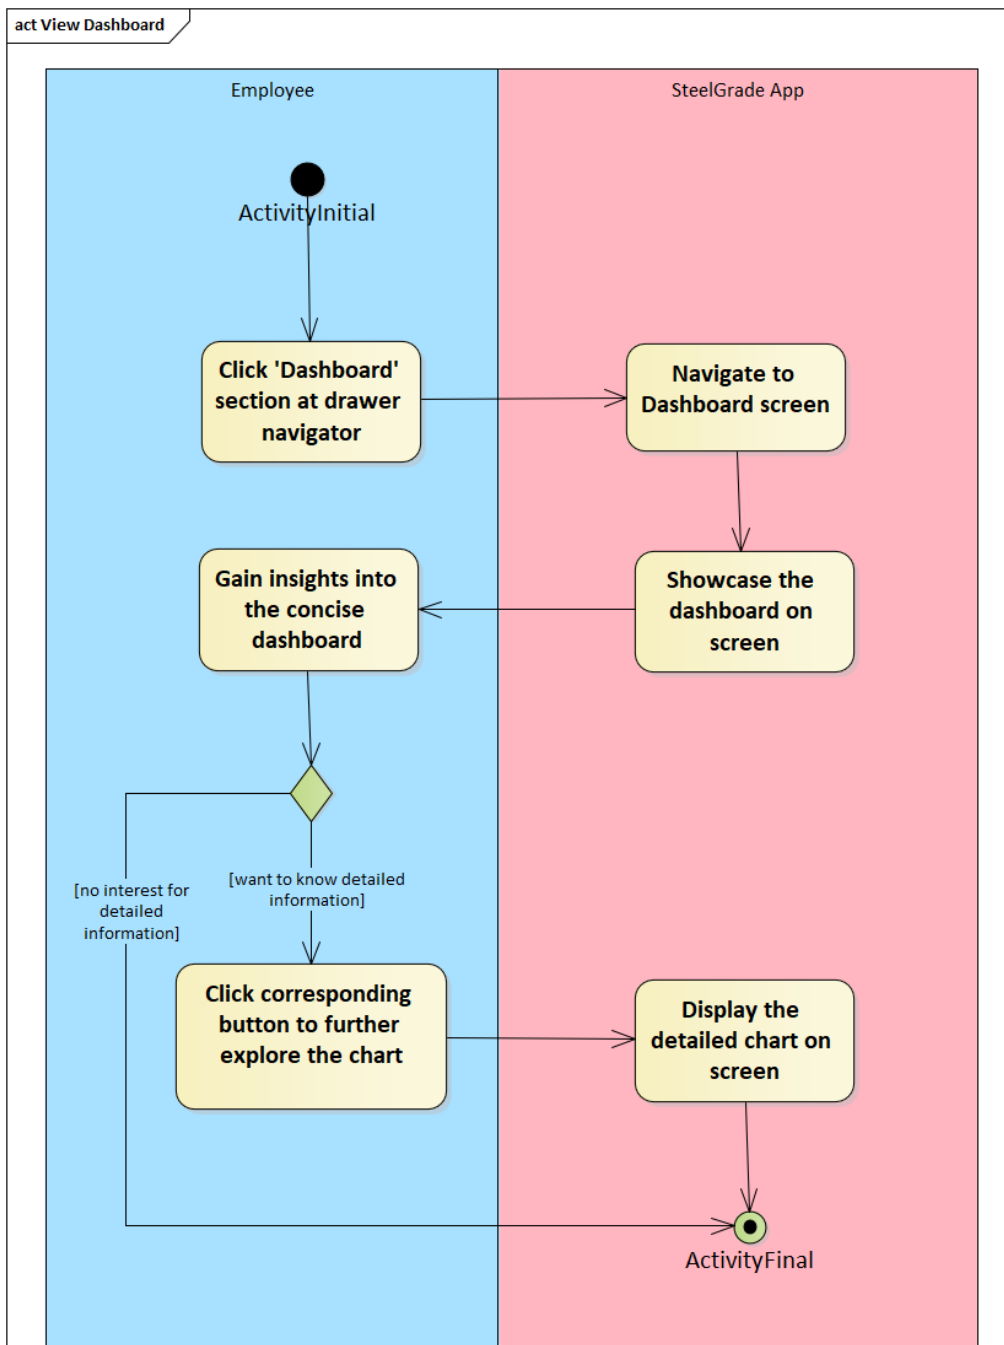 act View Dashboard
Employee
SteelGrade App
ActivityInitial
Click 'Dashboard'
section at drawer
navigator
Navigate to
Dashboard screen
Gain insights into
the concise
dashboard
Showcase the
dashboard on
screen
[no interest for
detailed
information]
[want to know detailed
information]
Click corresponding
button to further
explore the chart
Display the
detailed chart on
screen
ActivityFinal